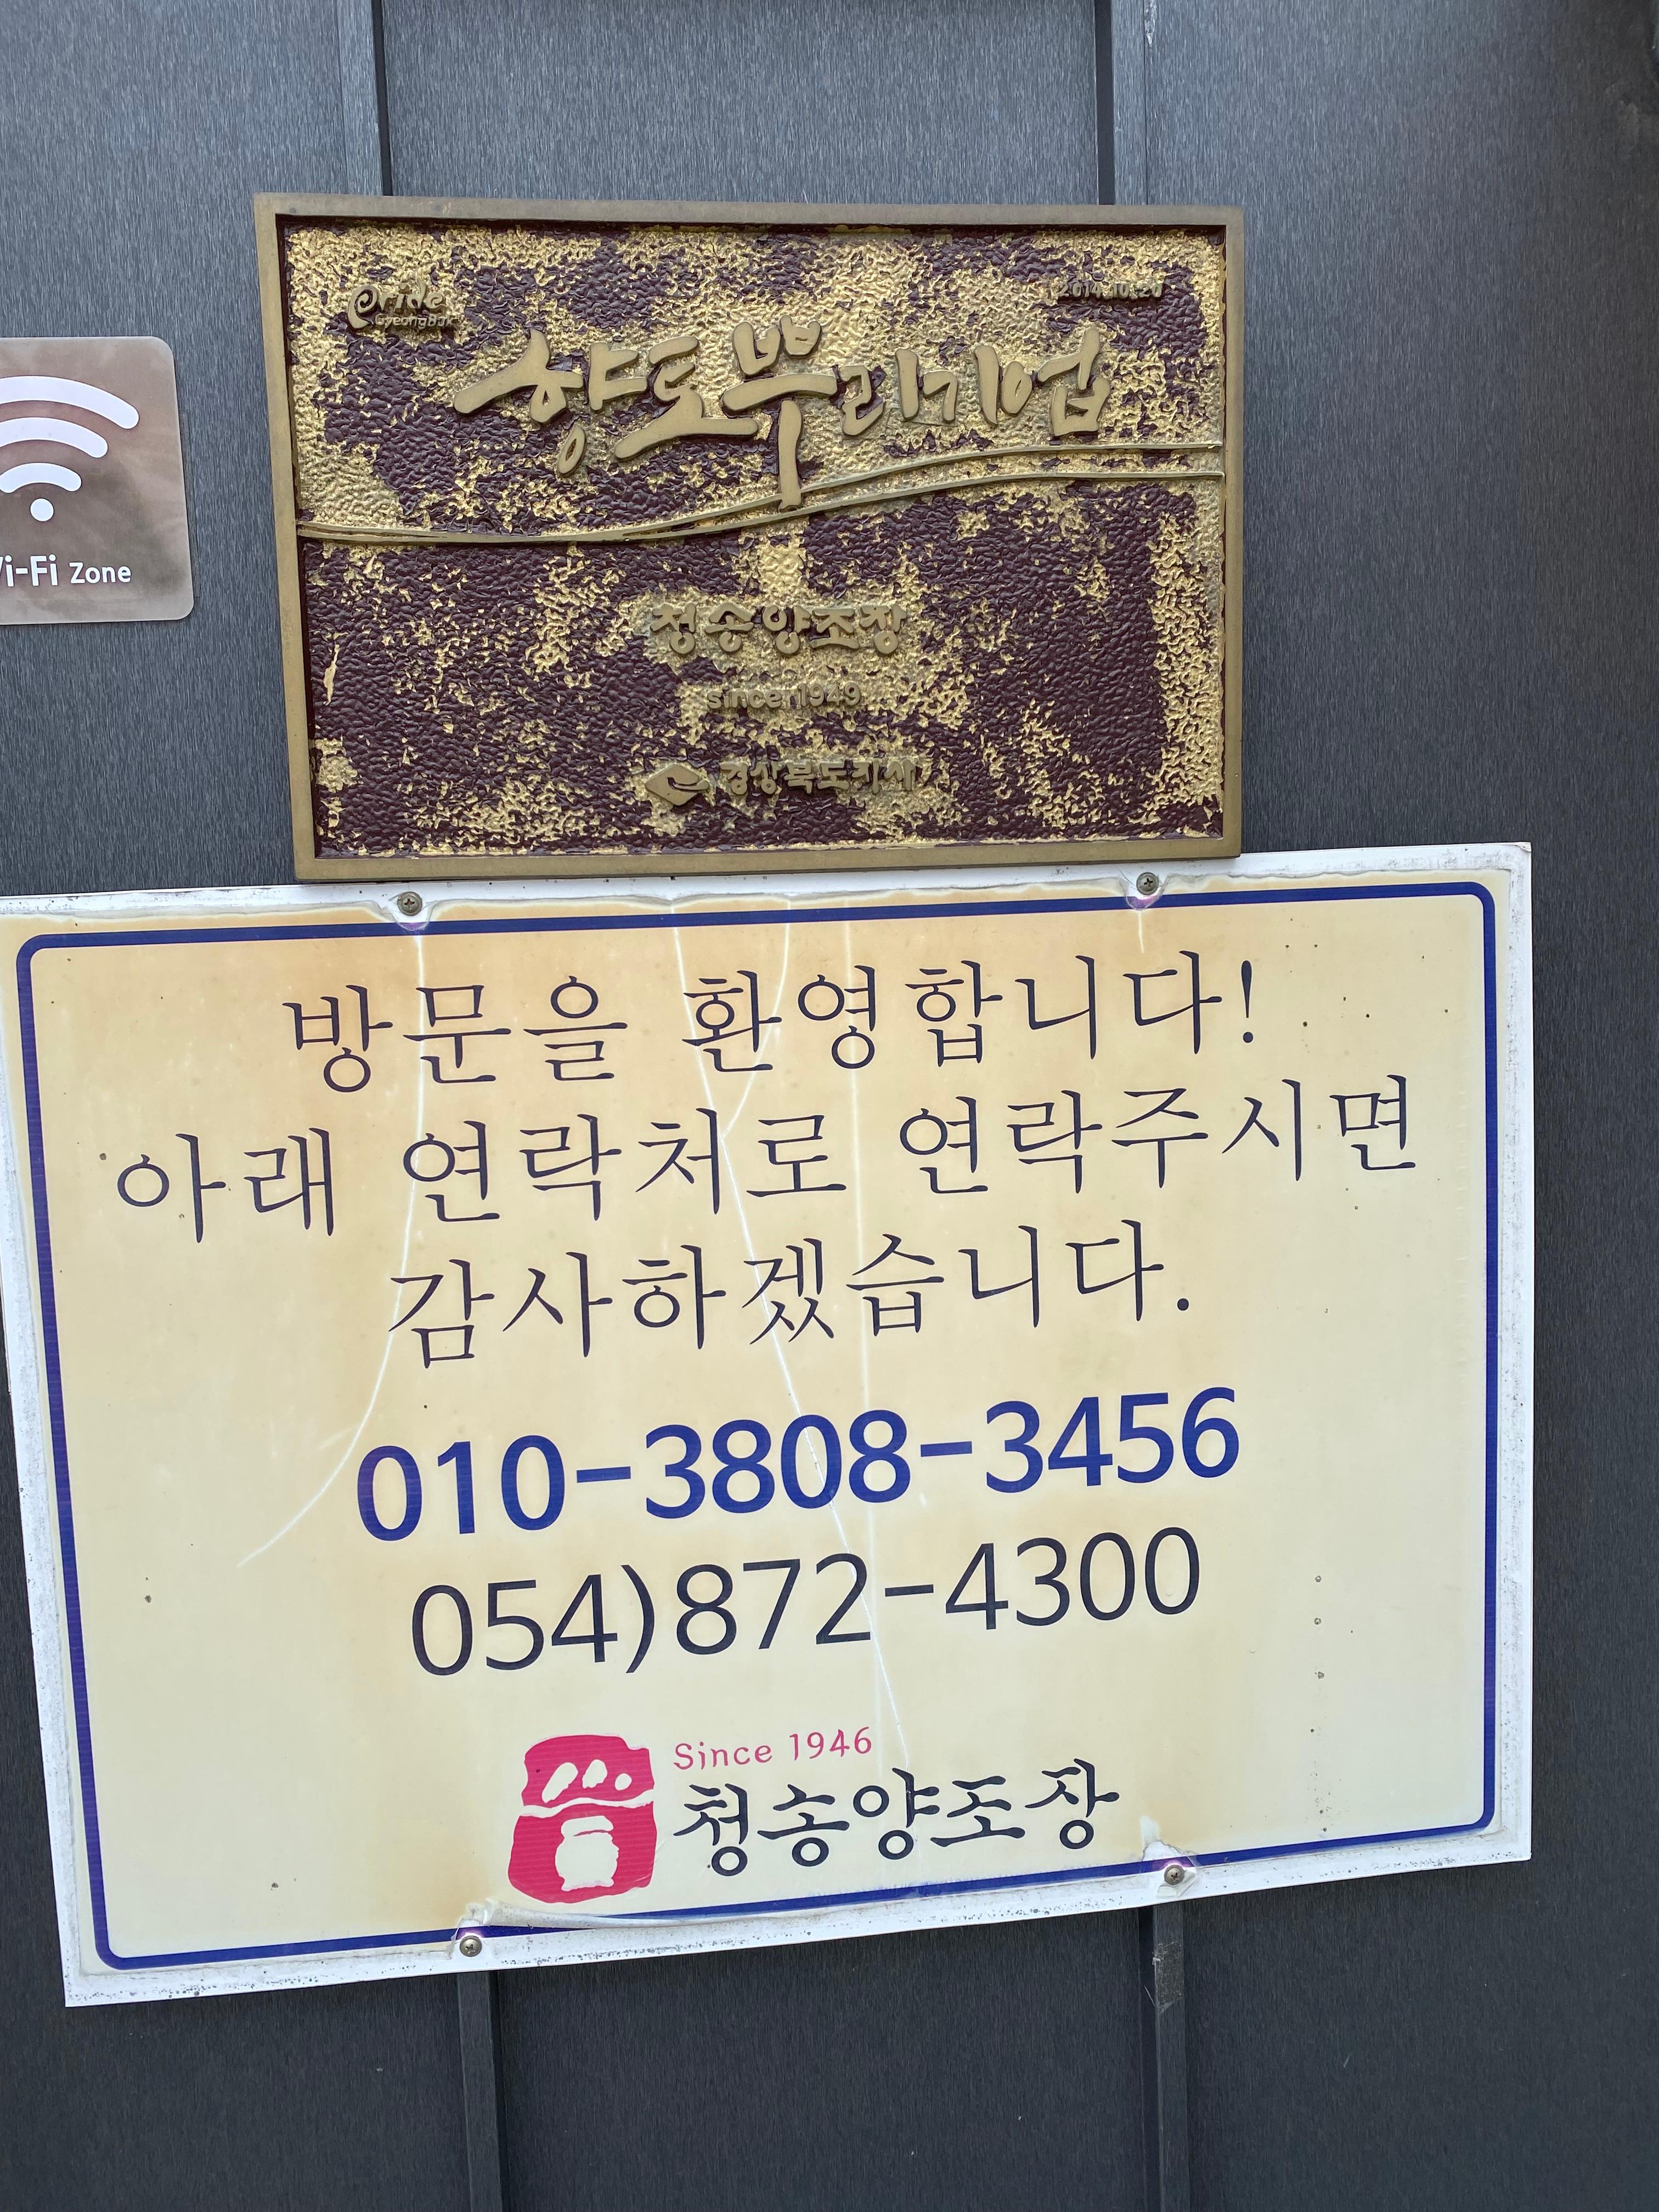 Pride
GyeongBuk
2014.10.20
향토뿌리기업
청송양조장
since 1949
경상북도지사
Wi-Fi Zone
방문을 환영합니다!
아래 연락처로 연락주시면
감사하겠습니다.
010-3808-3456
054)872-4300
Since 1946
청송양조장